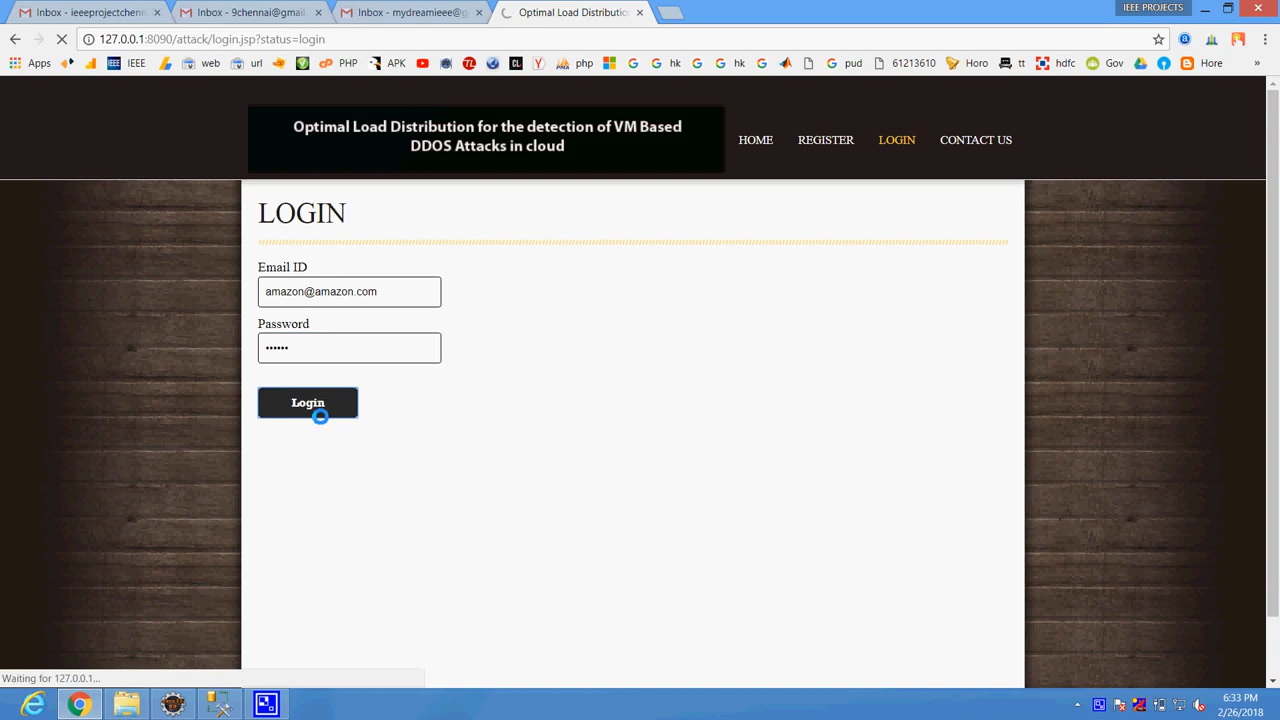 IEEE PROJECTS
Inbox - ieeeprojectchen
Inbox - 9chennai@gmail.
Inbox - mydreamieee@g
Optimal Load Distributio
127.0.0.1:8090/attack/login.jsp?status=login
Apps IEEE web url PHP APK TL CL Y php hk hk pud 61213610 Horo tt hdfc Gov Hore »
Optimal Load Distribution for the detection of VM Based
DDOS Attacks in cloud
HOME REGISTER LOGIN CONTACT US
LOGIN
Email ID
amazon@amazon.com
Password
••••••
Login
Waiting for 127.0.0.1...
6:33 PM
2/26/2018